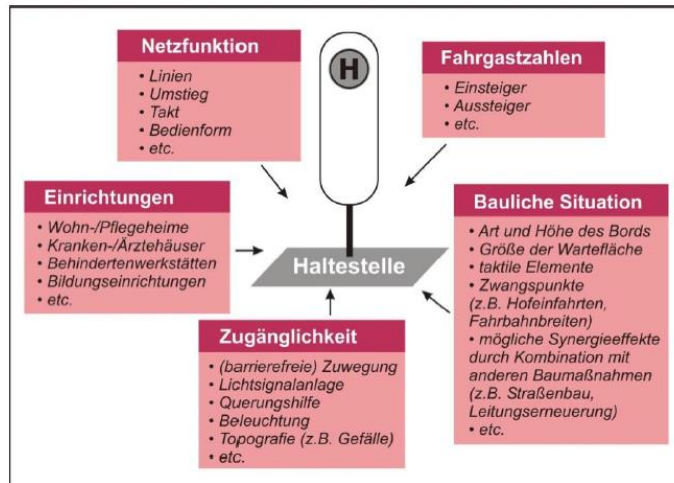 Netzfunktion
• Linien
• Umstieg
• Takt
• Bedienform
• etc.
H
Fahrgastzahlen
• Einsteiger
• Aussteiger
• etc.
Einrichtungen
• Wohn-/Pflegeheime
• Kranken-/Ärztehäuser
• Behindertenwerkstätten
• Bildungseinrichtungen
• etc.
Haltestelle
Bauliche Situation
• Art und Höhe des Bords
• Größe der Wartefläche
• taktile Elemente
• Zwangspunkte
(z.B. Hofeinfahrten,
Fahrbahnbreiten)
• mögliche Synergieeffekte
durch Kombination mit
anderen Baumaßnahmen
(z.B. Straßenbau,
Leitungserneuerung)
• etc.
Zugänglichkeit
• (barrierefreie) Zuwegung
• Lichtsignalanlage
• Querungshilfe
• Beleuchtung
• Topografie (z.B. Gefälle)
• etc.